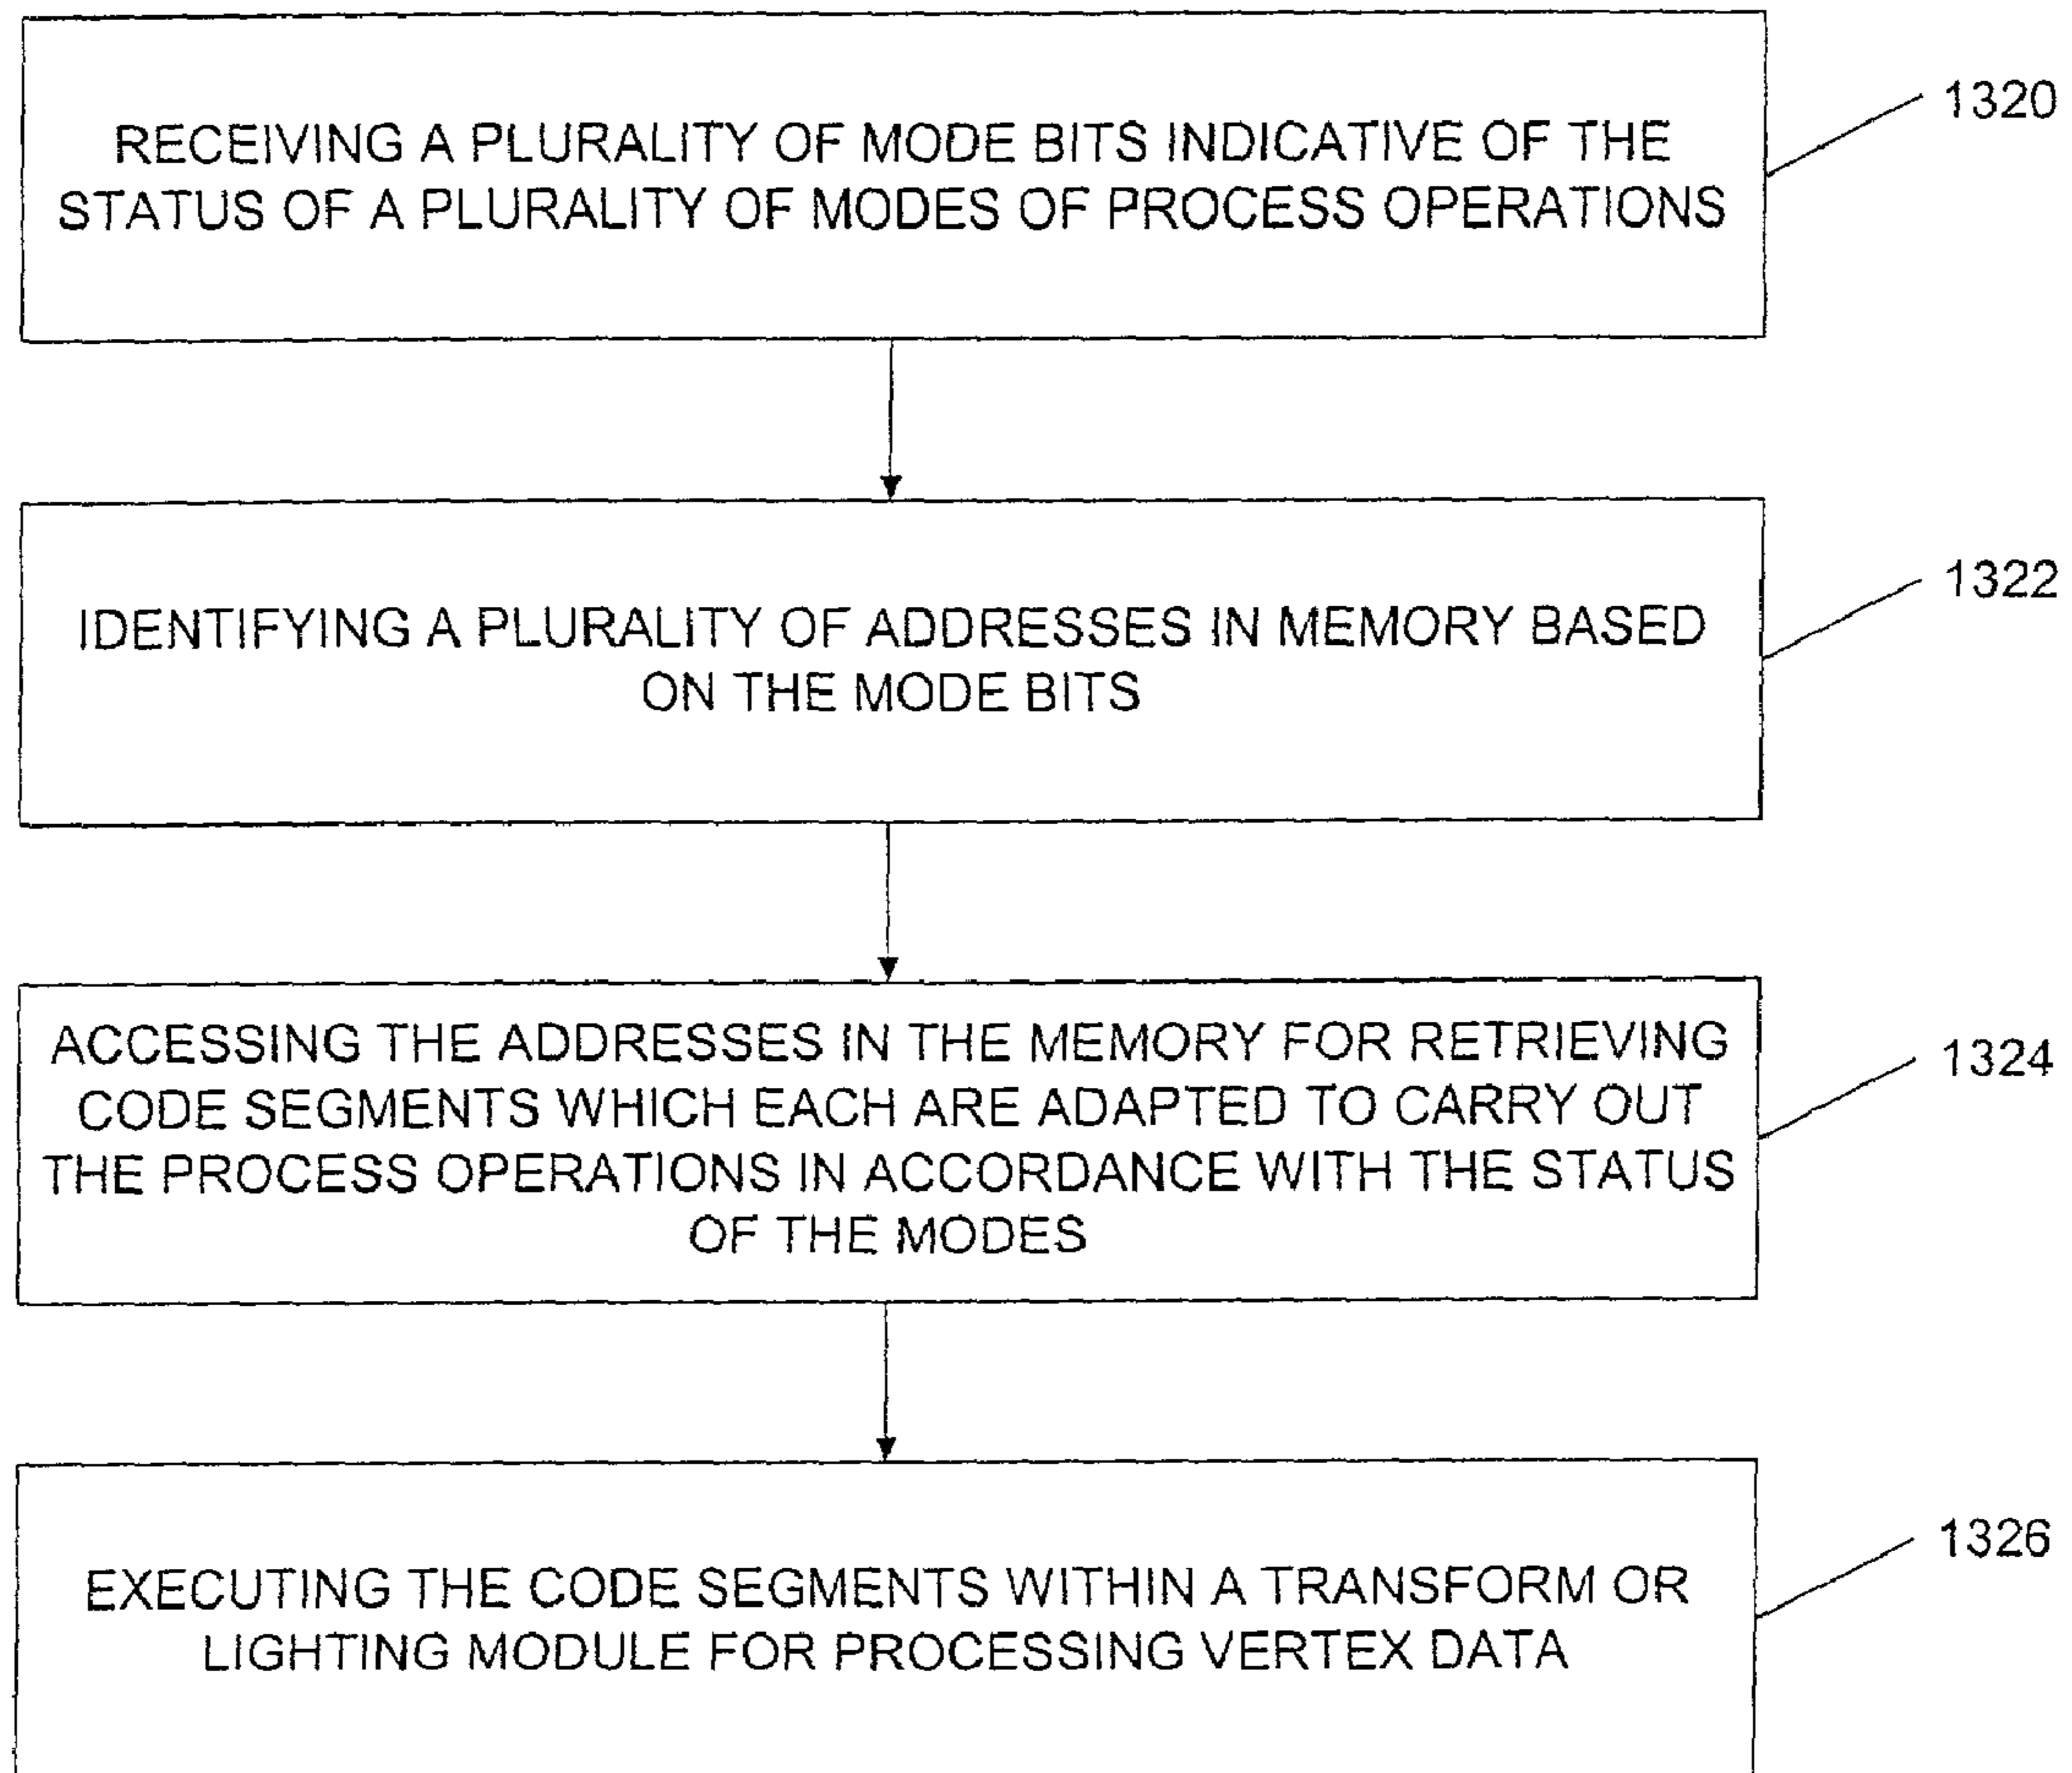 RECEIVING A PLURALITY OF MODE BITS INDICATIVE OF THE
STATUS OF A PLURALITY OF MODES OF PROCESS OPERATIONS
1320
IDENTIFYING A PLURALITY OF ADDRESSES IN MEMORY BASED
ON THE MODE BITS
1322
ACCESSING THE ADDRESSES IN THE MEMORY FOR RETRIEVING
CODE SEGMENTS WHICH EACH ARE ADAPTED TO CARRY OUT
THE PROCESS OPERATIONS IN ACCORDANCE WITH THE STATUS
OF THE MODES
1324
EXECUTING THE CODE SEGMENTS WITHIN A TRANSFORM OR
LIGHTING MODULE FOR PROCESSING VERTEX DATA
1326